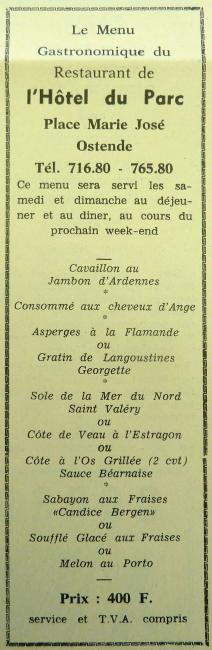 Le Menu
Gastronomique du
Restaurant de
l'Hôtel du Parc
Place Marie José
Ostende
Tél. 716.80 - 765.80
Ce menu sera servi les sa-
medi et dimanche au déjeu-
ner et au diner, au cours du
prochain week-end
Cavaillon au
Jambon d'Ardennes
*
Consommé aux cheveux d'Ange
*
Asperges à la Flamande
ou
Gratin de Langoustines
Georgette
*
Sole de la Mer du Nord
Saint Valéry
ou
Côte de Veau à l'Estragon
ou
Côte à l'Os Grillée (2 cvt)
Sauce Béarnaise
*
Sabayon aux Fraises
«Candice Bergen»
ou
Soufflé Glacé aux Fraises
ou
Melon au Porto
Prix : 400 F.
service et T.V.A. compris